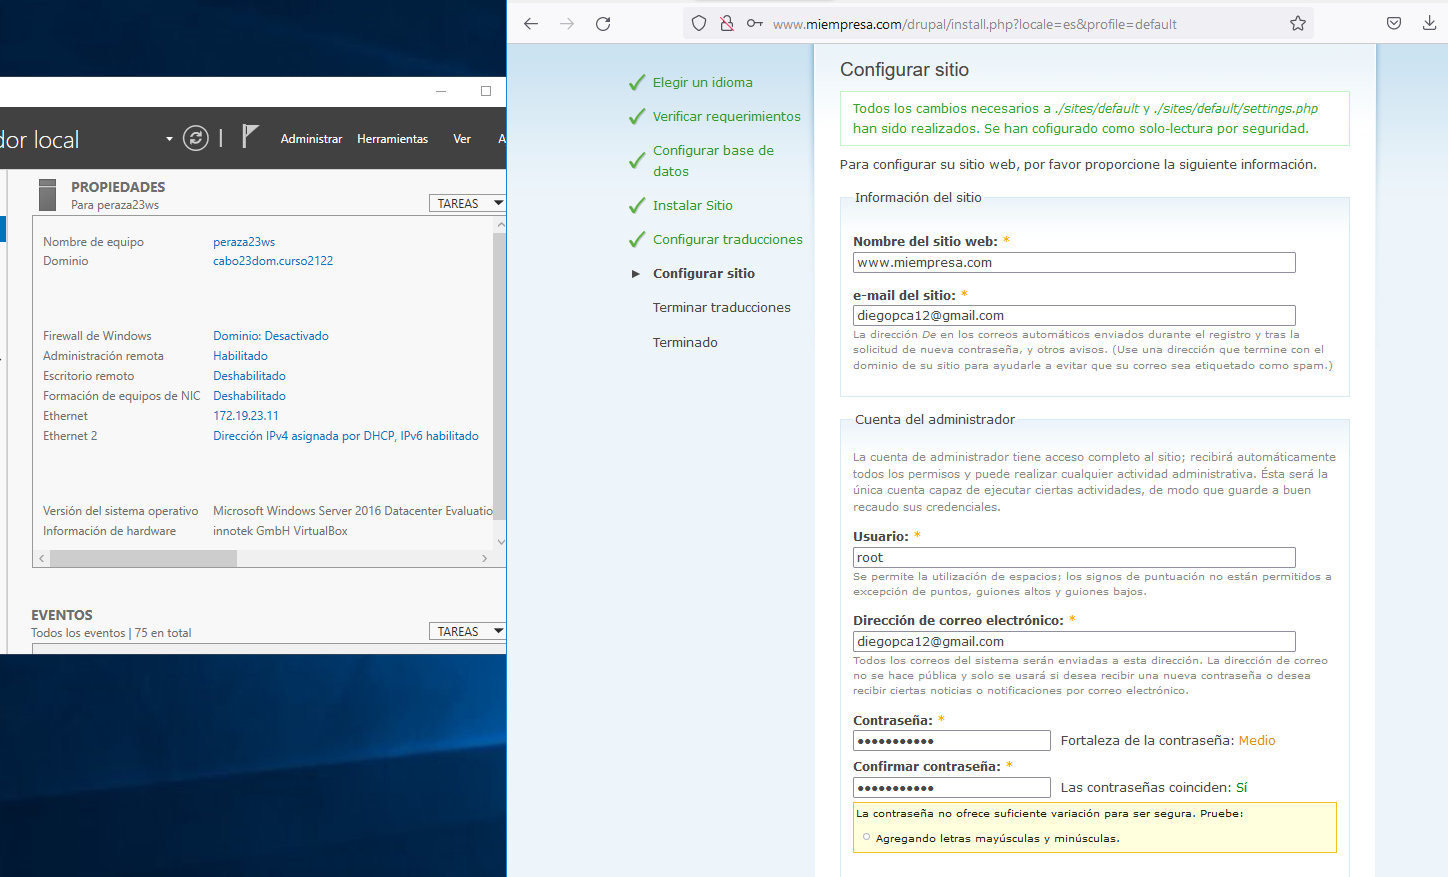 dor local
Administrar
Herramientas
Ver
A
PROPIEDADES
Para peraza23ws
TAREAS
Nombre de equipo peraza23ws
Dominio cabo23dom.curso2122
Firewall de Windows Dominio: Desactivado
Administración remota Habilitado
Escritorio remoto Deshabilitado
Formación de equipos de NIC Deshabilitado
Ethernet 172.19.23.11
Ethernet 2 Dirección IPv4 asignada por DHCP, IPv6 habilitado
Versión del sistema operativo Microsoft Windows Server 2016 Datacenter Evaluatio
Información de hardware innotek GmbH VirtualBox
EVENTOS
Todos los eventos | 75 en total
TAREAS
www.miempresa.com/drupal/install.php?locale=es&profile=default
Elegir un idioma
Verificar requerimientos
Configurar base de
datos
Instalar Sitio
Configurar traducciones
Configurar sitio
Terminar traducciones
Terminado
Configurar sitio
Todos los cambios necesarios a ./sites/default y ./sites/default/settings.php
han sido realizados. Se han cofigurado como solo-lectura por seguridad.
Para configurar su sitio web, por favor proporcione la siguiente información.
Información del sitio
Nombre del sitio web: *
www.miempresa.com
e-mail del sitio: *
diegopca12@gmail.com
La dirección De en los correos automáticos enviados durante el registro y tras la
solicitud de nueva contraseña, y otros avisos. (Use una dirección que termine con el
dominio de su sitio para ayudarle a evitar que su correo sea etiquetado como spam.)
Cuenta del administrador
La cuenta de administrador tiene acceso completo al sitio; recibirá automáticamente
todos los permisos y puede realizar cualquier actividad administrativa. Ésta será la
única cuenta capaz de ejecutar ciertas actividades, de modo que guarde a buen
recaudo sus credenciales.
Usuario: *
root
Se permite la utilización de espacios; los signos de puntuación no están permitidos a
excepción de puntos, guiones altos y guiones bajos.
Dirección de correo electrónico: *
diegopca12@gmail.com
Todos los correos del sistema serán enviadas a esta dirección. La dirección de correo
no se hace pública y solo se usará si desea recibir una nueva contraseña o desea
recibir ciertas noticias o notificaciones por correo electrónico.
Contraseña: *
••••••••••• Fortaleza de la contraseña: Medio
Confirmar contraseña: *
••••••••••• Las contraseñas coinciden: Sí
La contraseña no ofrece suficiente variación para ser segura. Pruebe:
Agregando letras mayúsculas y minúsculas.